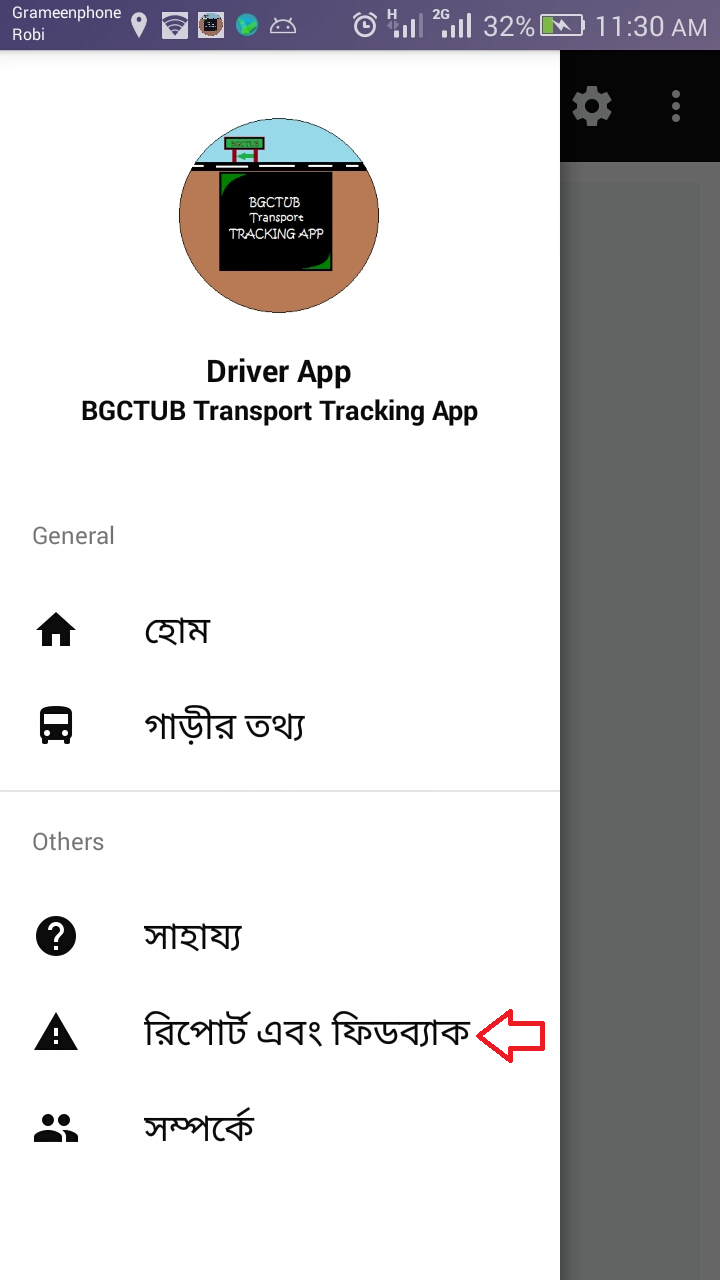 Grameenphone
Robi
H
2G
32%
11:30 AM
BGCTUB
BGCTUB
Transport
TRACKING APP
Driver App
BGCTUB Transport Tracking App
General
হোম
গাড়ীর তথ্য
Others
সাহায্য
রিপোর্ট এবং ফিডব্যাক
সম্পর্কে